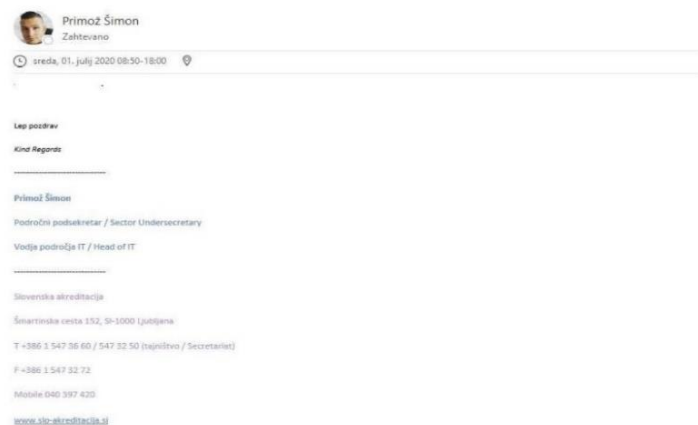 Primož Šimon
Zahtevano
sreda, 01. julij 2020 08:50-18:00
Lep pozdrav
Kind Regards
----------------------------
Primož Šimon
Področni podsekretar / Sector Undersecretary
Vodja področja IT / Head of IT
----------------------------
Slovenska akreditacija
Šmartinska cesta 152, SI-1000 Ljubljana
T +386 1 547 36 60 / 547 32 50 (tajništvo / Secretariat)
F +386 1 547 32 72
Mobile 040 397 420
www.slo-akreditacija.si